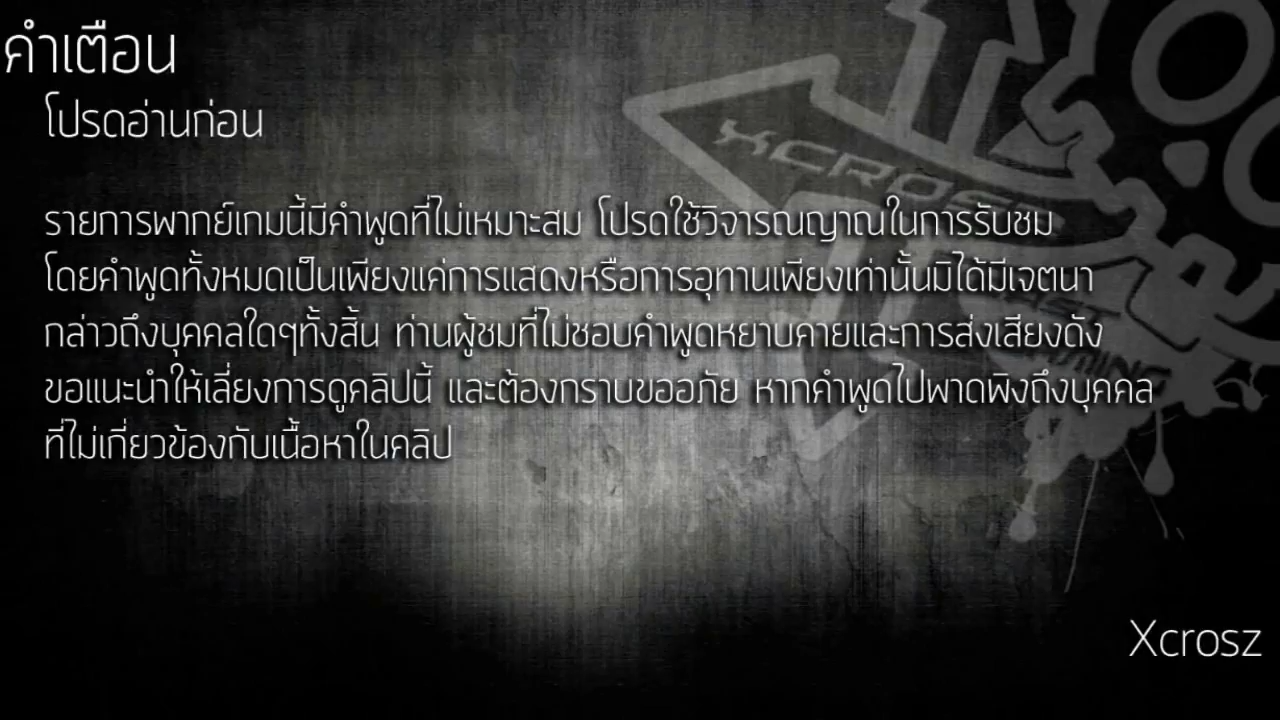 คำเตือน
โปรดอ่านก่อน
XCROSZ
รายการพากย์เกมนี้มีคำพูดที่ไม่เหมาะสม โปรดใช้วิจารณญาณในการรับชม
โดยคำพูดทั้งหมดเป็นเพียงแค่การแสดงหรือการอุทานเพียงเท่านั้นมิได้มีเจตนา
กล่าวถึงบุคคลใดๆทั้งสิ้น ท่านผู้ชมที่ไม่ชอบคำพูดหยาบคายและการส่งเสียงดัง
ขอแนะนำให้เลี่ยงการดูคลิปนี้ และต้องกราบขออภัย หากคำพูดไปพาดพิงถึงบุคคล
ที่ไม่เกี่ยวข้องกับเนื้อหาในคลิป
Xcrosz